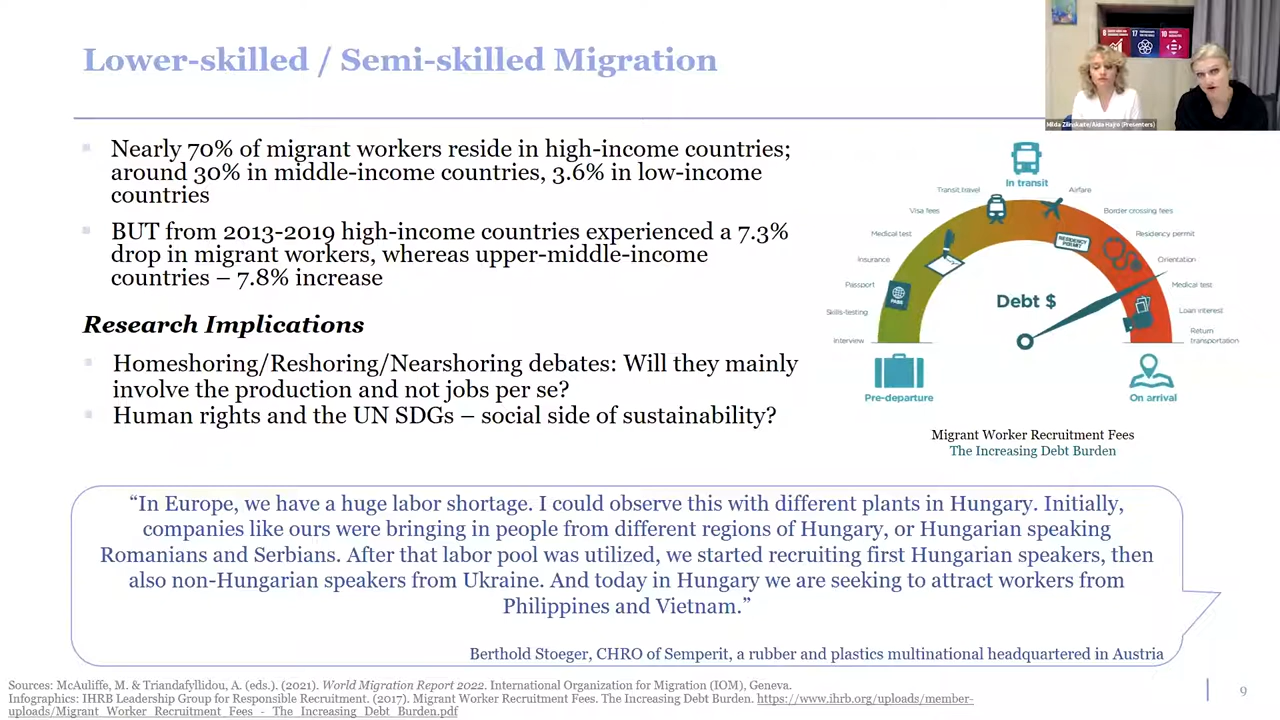 Lower-skilled / Semi-skilled Migration
Milda Zilinskaite/Aida Hajro (Presenters)
Nearly 70% of migrant workers reside in high-income countries;
around 30% in middle-income countries, 3.6% in low-income
countries
BUT from 2013-2019 high-income countries experienced a 7.3%
drop in migrant workers, whereas upper-middle-income
countries – 7.8% increase
Research Implications
Homeshoring/Reshoring/Nearshoring debates: Will they mainly
involve the production and not jobs per se?
Human rights and the UN SDGs – social side of sustainability?
In transit
Transit travel
Airfare
Visa fees
Border crossing fees
Medical test
Residency permit
RESIDENCY
PERMIT
Insurance
Orientation
Passport
PASS
Medical test
Skills-testing
Loan interest
Interview
Return
transportation
Debt $
Pre-departure
On arrival
Migrant Worker Recruitment Fees
The Increasing Debt Burden
“In Europe, we have a huge labor shortage. I could observe this with different plants in Hungary. Initially,
companies like ours were bringing in people from different regions of Hungary, or Hungarian speaking
Romanians and Serbians. After that labor pool was utilized, we started recruiting first Hungarian speakers, then
also non-Hungarian speakers from Ukraine. And today in Hungary we are seeking to attract workers from
Philippines and Vietnam.”
Berthold Stoeger, CHRO of Semperit, a rubber and plastics multinational headquartered in Austria
Sources: McAuliffe, M. & Triandafyllidou, A. (eds.). (2021). World Migration Report 2022. International Organization for Migration (IOM), Geneva.
Infographics: IHRB Leadership Group for Responsible Recruitment. (2017). Migrant Worker Recruitment Fees. The Increasing Debt Burden. https://www.ihrb.org/uploads/member-
uploads/Migrant_Worker_Recruitment_Fees_-_The_Increasing_Debt_Burden.pdf
9